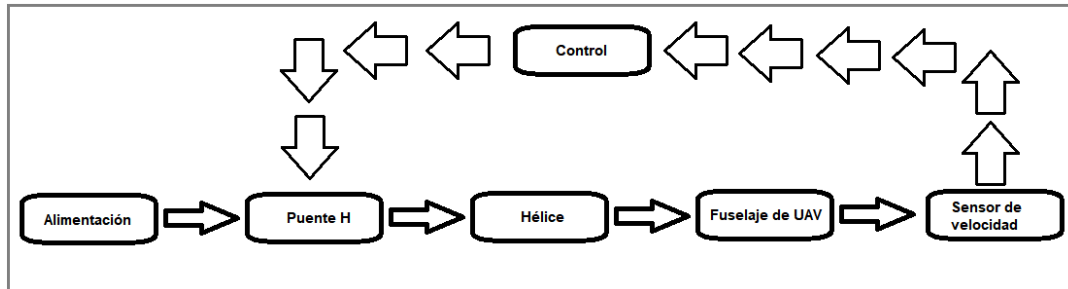 Control
Alimentación
Puente H
Hélice
Fuselaje de UAV
Sensor de
velocidad